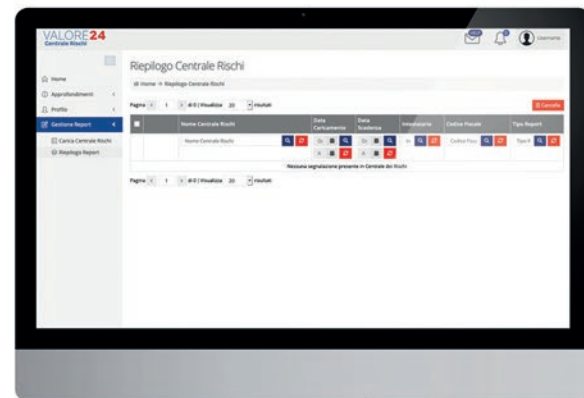 VALORE24
Centrale Rischi
Username
Home
Approfondimenti
Profilo
Gestione Report
Carica Centrale Rischi
Riepilogo Report
Riepilogo Centrale Rischi
Home → Riepilogo Centrale Rischi
Pagina < 1 > di 0 | Visualizza 20 risultati
Cancella
Nome Centrale Rischi Data Caricamento Data Scadenza Intestatario Codice Fiscale Tipo Report
Nome Centrale Rischi Codice Fisc Tipo R
Nessuna segnalazione presente in Centrale dei Rischi
Pagina < 1 > di 0 | Visualizza 20 risultati